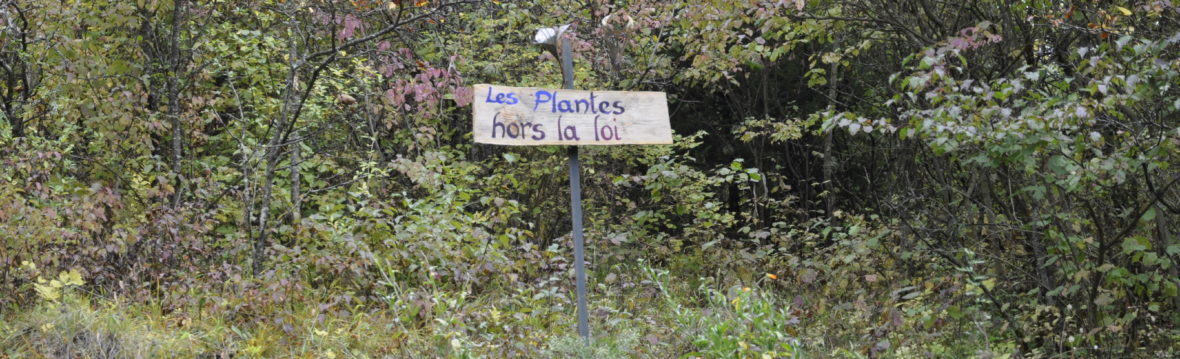 Les Plantes
hors la loi